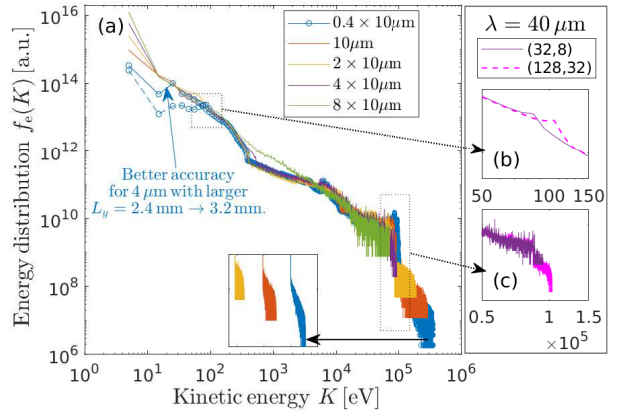 (a)
0.4 × 10μm
10μm
2 × 10μm
4 × 10μm
8 × 10μm
Energy distribution f_e(K) [a.u.]
10^16
10^14
10^12
10^10
10^8
10^6
Better accuracy
for 4 μm with larger
L_y = 2.4 mm → 3.2 mm.
10^0
10^1
10^2
10^3
10^4
10^5
10^6
Kinetic energy K [eV]
λ = 40 μm
(32,8)
(128,32)
(b)
50
100
150
(c)
0.5
1
1.5
× 10^5